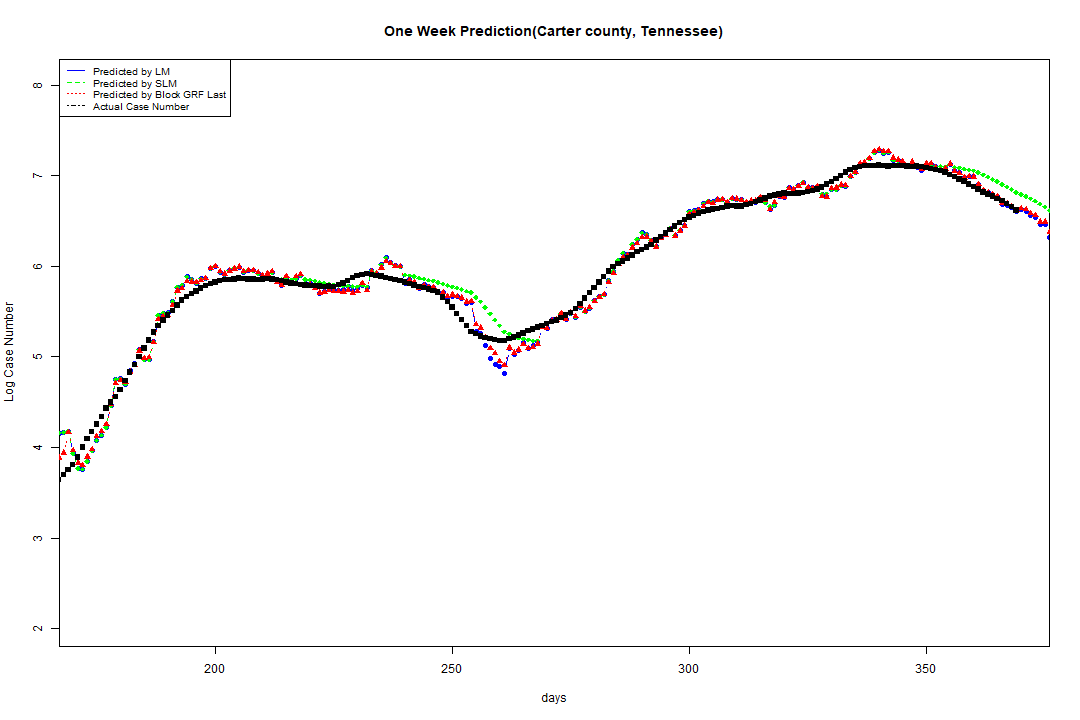 One Week Prediction(Carter county, Tennessee)
Predicted by LM
Predicted by SLM
Predicted by Block GRF Last
Actual Case Number
8
7
6
5
4
3
2
Log Case Number
200 250 300 350
days